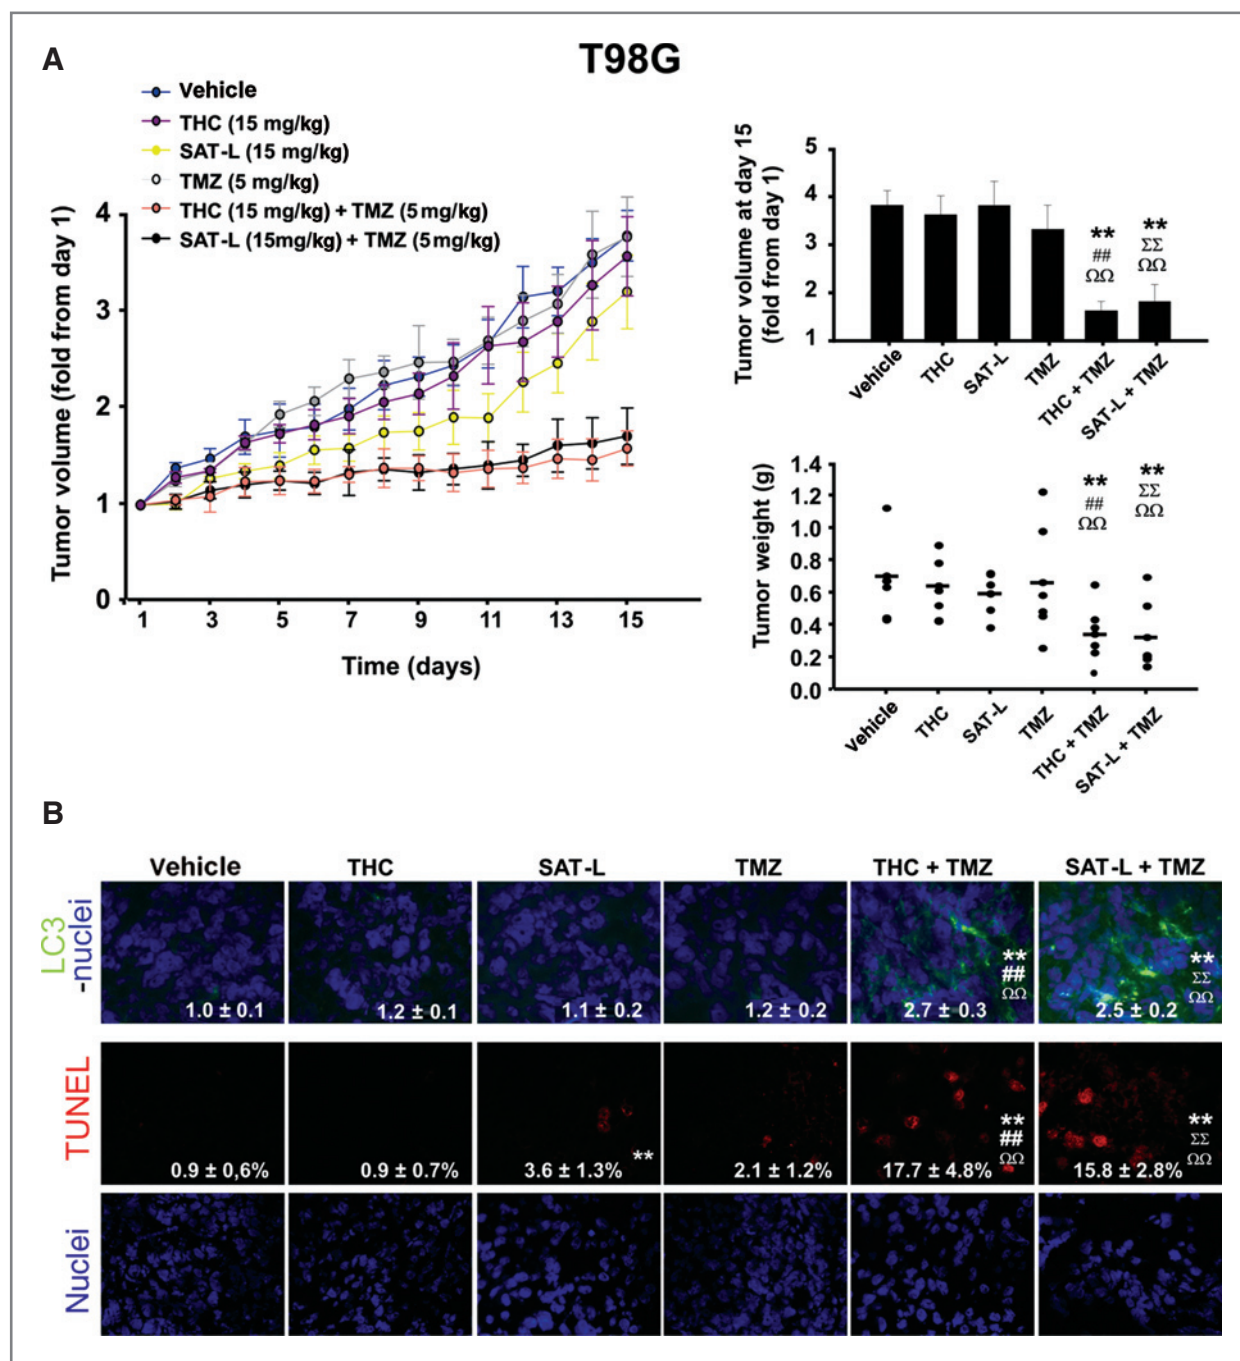 A
T98G
Vehicle
THC (15 mg/kg)
SAT-L (15 mg/kg)
TMZ (5 mg/kg)
THC (15 mg/kg) + TMZ (5mg/kg)
SAT-L (15mg/kg) + TMZ (5mg/kg)
Tumor volume (fold from day 1)
4
3
2
1
0
1 3 5 7 9 11 13 15
Time (days)
Tumor volume at day 15
(fold from day 1)
5
4
3
2
1
** **
## ΣΣ
ΩΩ ΩΩ
Vehicle THC SAT-L TMZ THC + TMZ SAT-L + TMZ
Tumor weight (g)
1.4
1.2
1.0
0.8
0.6
0.4
0.2
0.0
** **
## ΣΣ
ΩΩ ΩΩ
Vehicle THC SAT-L TMZ THC + TMZ SAT-L + TMZ
B
Vehicle THC SAT-L TMZ THC + TMZ SAT-L + TMZ
LC3
-nuclei
** **
## ΣΣ
ΩΩ ΩΩ
1.0 ± 0.1 1.2 ± 0.1 1.1 ± 0.2 1.2 ± 0.2 2.7 ± 0.3 2.5 ± 0.2
TUNEL
** **
## ΣΣ
** ΩΩ ΩΩ
0.9 ± 0,6% 0.9 ± 0.7% 3.6 ± 1.3% 2.1 ± 1.2% 17.7 ± 4.8% 15.8 ± 2.8%
Nuclei